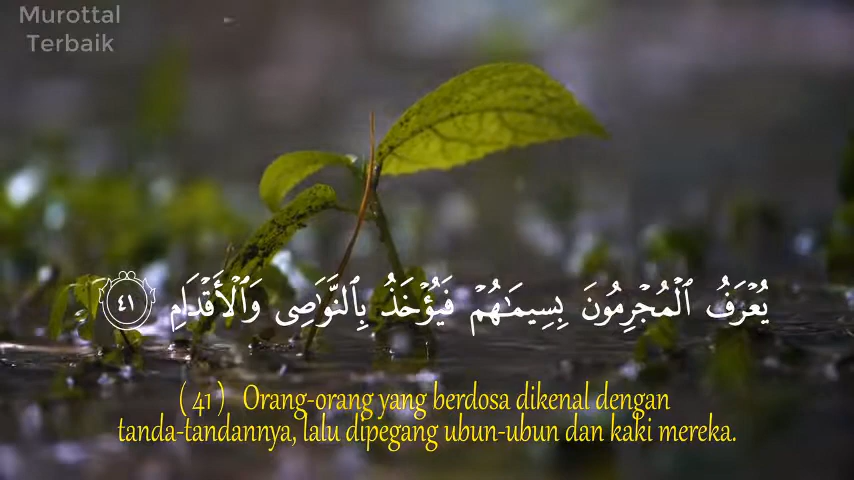 Murottal
Terbaik
يُعْرَفُ ٱلْمُجْرِمُونَ بِسِيمَـٰهُمْ فَيُؤْخَذُ بِٱلنَّوَٰصِى وَٱلْأَقْدَامِ ٤١
( 41 ) Orang-orang yang berdosa dikenal dengan
tanda-tandannya, lalu dipegang ubun-ubun dan kaki mereka.